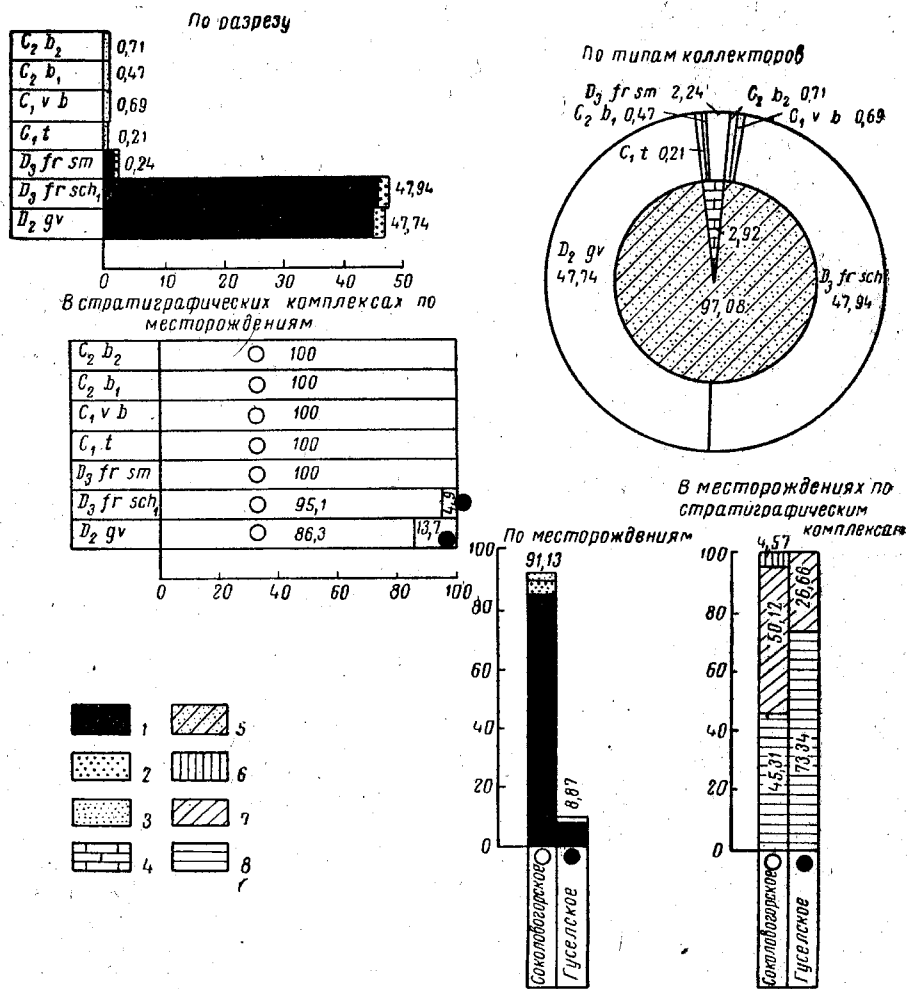 По разрезу
C₂ b₂ 0,71
C₂ b₁ 0,47
C₁ v b 0,69
C₁ t 0,21
D₃ fr sm 0,24
D₃ fr sch₁ 47,94
D₂ gv 47,74
0 10 20 30 40 50
По типам коллекторов
D₃ fr sm 2,24
C₂ b₂ 0,71
C₂ b₁ 0,47
C₁ v b 0,69
C₁ t 0,21
2,92
D₂ gv
47,74
97,08
D₃ fr sch
47,94
В стратиграфических комплексах по
месторождениям
C₂ b₂ 100
C₂ b₁ 100
C₁ v b 100
C₁ t 100
D₃ fr sm 100
D₃ fr sch₁ 95,1 4,9
D₂ gv 86,3 13,7
0 20 40 60 80 100
По месторождениям
100
91,13
80
60
40
20
8,87
0
Соколовогорское
Гуселское
В месторождениях по
стратиграфическим
комплексам
4,57
100
50,12
26,66
80
60
40
45,31
73,34
20
0
Соколовогорское
Гуселское
1 5
2 6
3 7
4 8